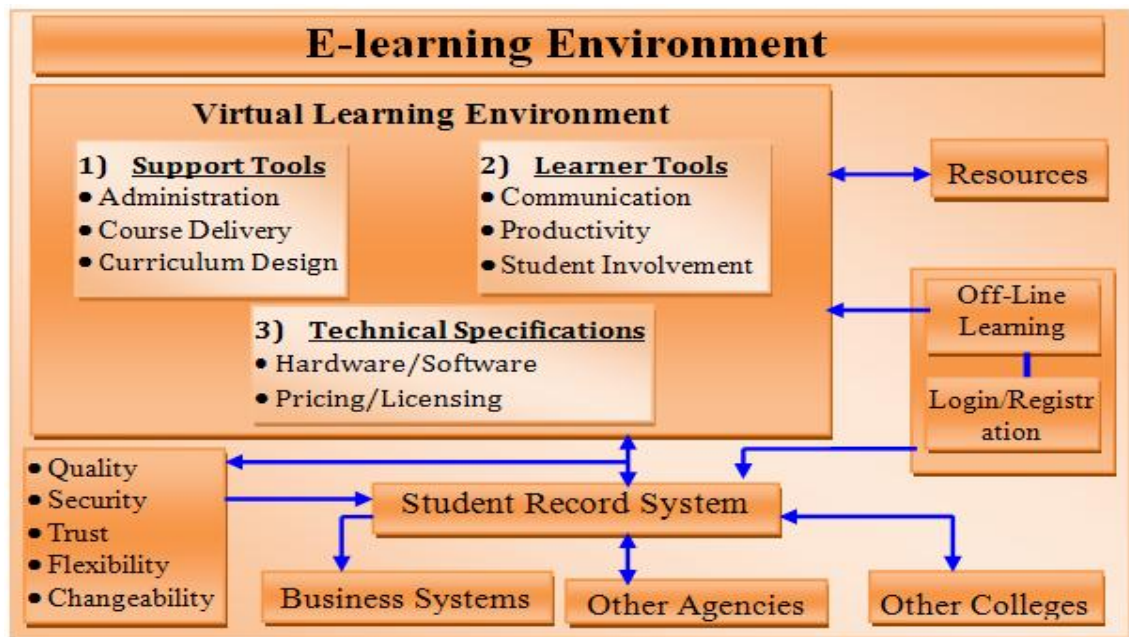 E-learning Environment
Virtual Learning Environment
1) Support Tools
● Administration
● Course Delivery
● Curriculum Design
2) Learner Tools
● Communication
● Productivity
● Student Involvement
3) Technical Specifications
● Hardware/Software
● Pricing/Licensing
Resources
Off-Line
Learning
Login/Registr
ation
● Quality
● Security
● Trust
● Flexibility
● Changeability
Student Record System
Business Systems
Other Agencies
Other Colleges